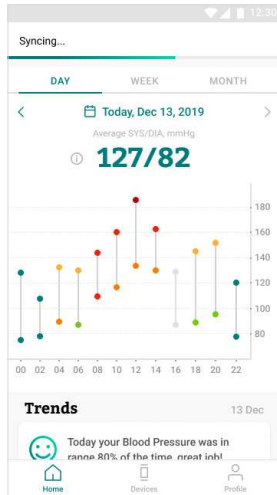 12:30
Syncing...
DAY WEEK MONTH
Today, Dec 13, 2019
Average SYS/DIA, mmHg
127/82
180
160
140
120
100
80
00 02 04 06 08 10 12 14 16 18 20 22
Trends 13 Dec
Today your Blood Pressure was in
range 80% of the time, great job!
Home Devices Profile